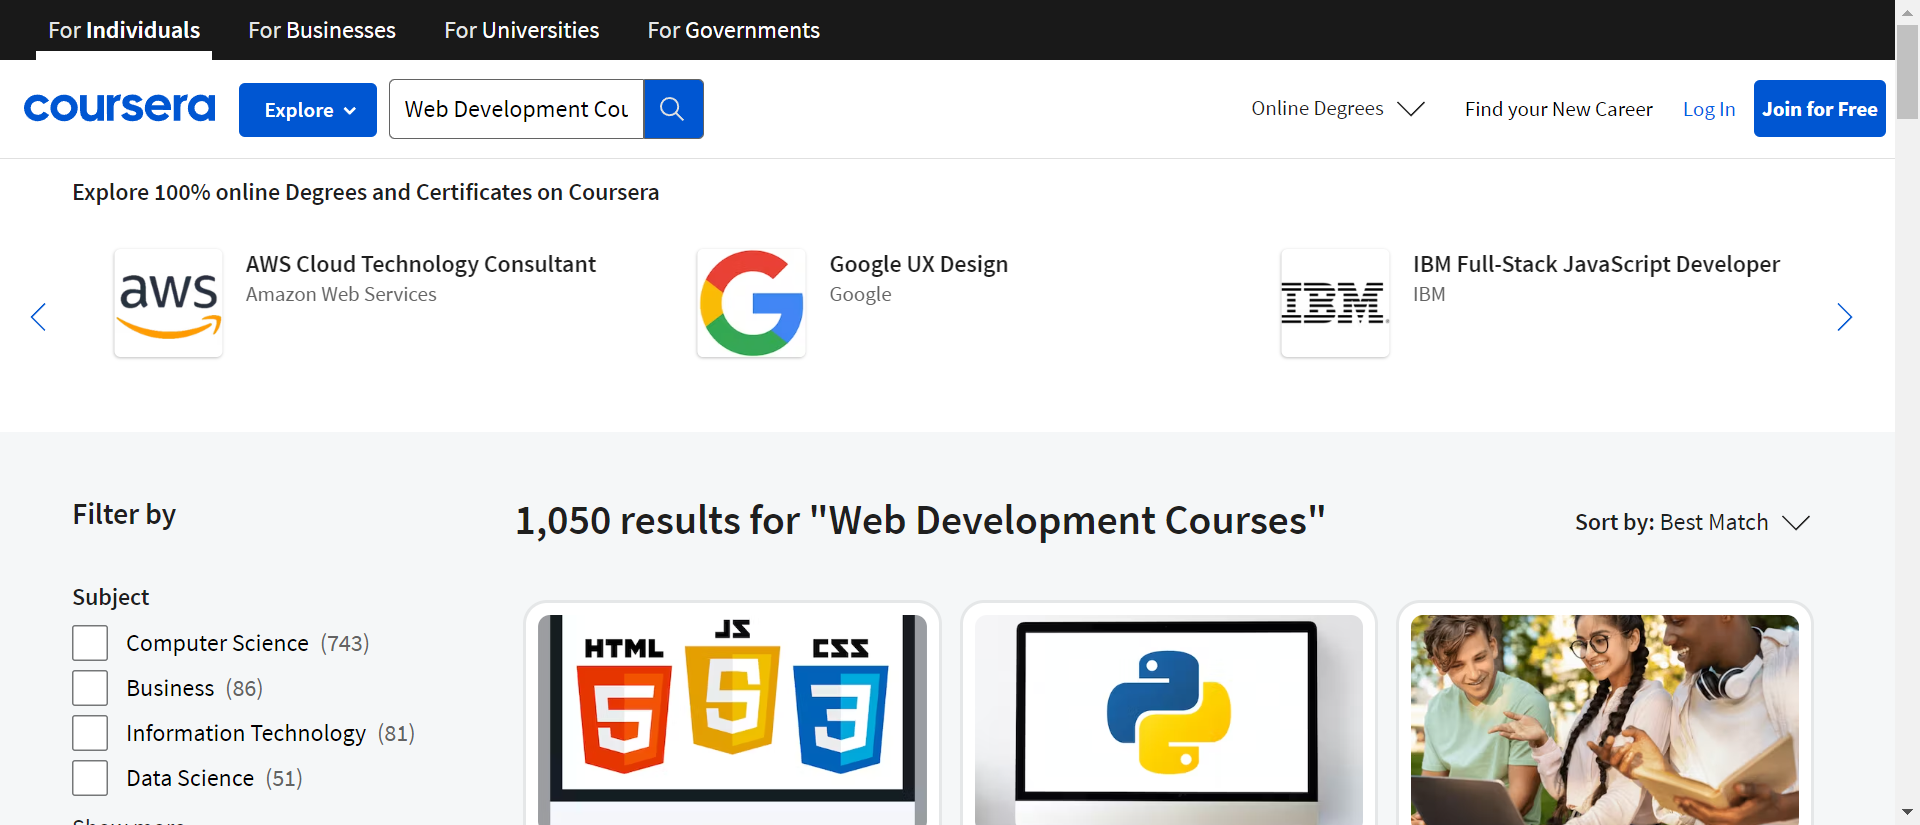 For Individuals
For Businesses
For Universities
For Governments
coursera
Explore
Web Development Cou
Online Degrees
Find your New Career
Log In
Join for Free
Explore 100% online Degrees and Certificates on Coursera
aws
AWS Cloud Technology Consultant
Amazon Web Services
Google UX Design
Google
IBM
IBM Full-Stack JavaScript Developer
IBM
Filter by
1,050 results for "Web Development Courses"
Sort by: Best Match
Subject
Computer Science (743)
Business (86)
Information Technology (81)
Data Science (51)
Show more
HTML
JS
CSS
5
5
3